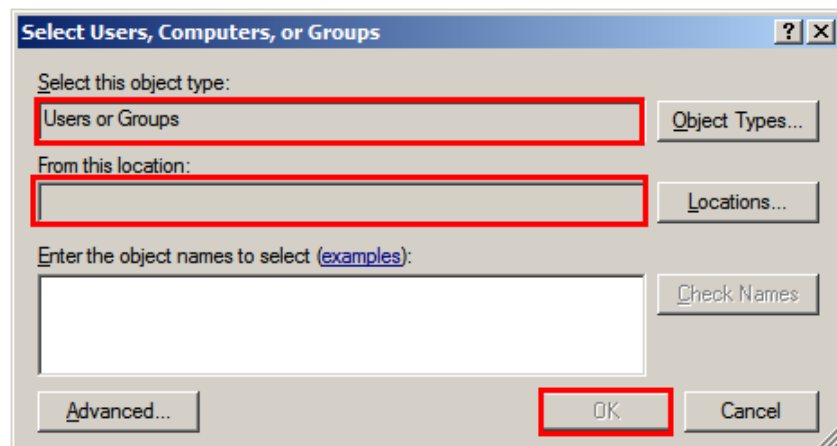 Select Users, Computers, or Groups
Select this object type:
Users or Groups
Object Types...
From this location:
Locations...
Enter the object names to select (examples):
Check Names
Advanced...
OK
Cancel